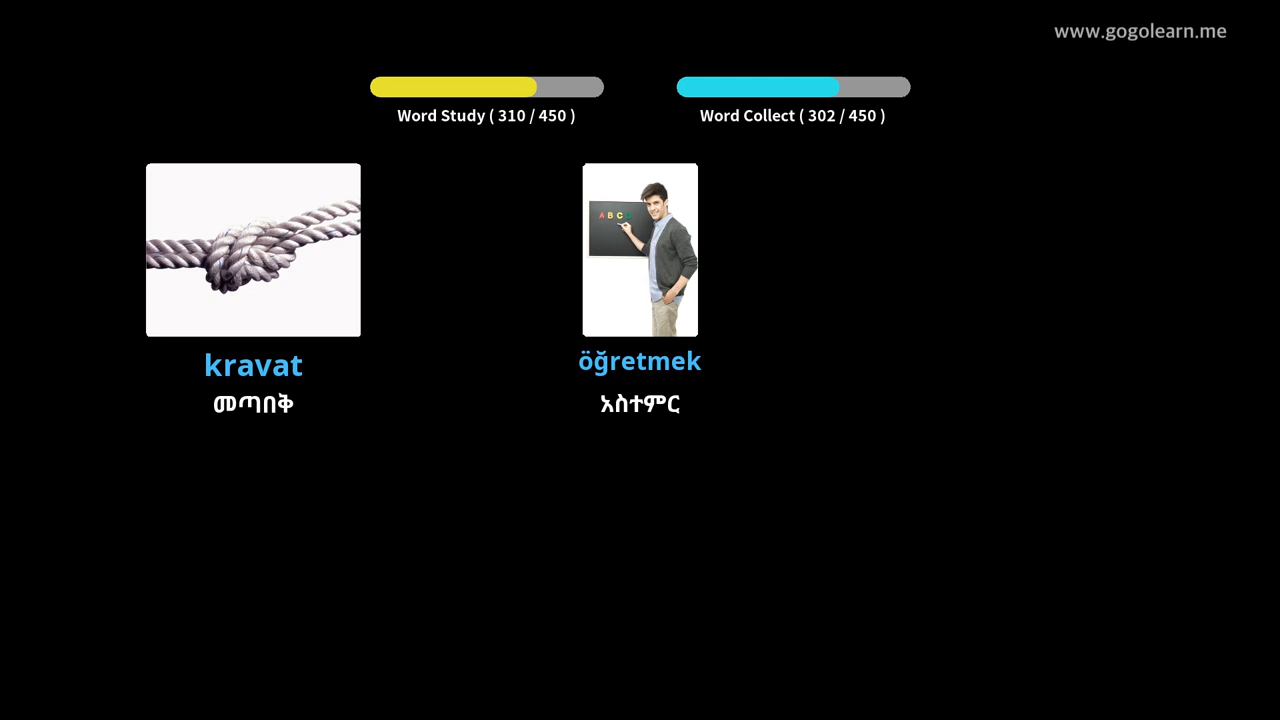 www.gogolearn.me
Word Study ( 310 / 450 )
Word Collect ( 302 / 450 )
A B C D
kravat
መጣበቅ
öğretmek
አስተምር